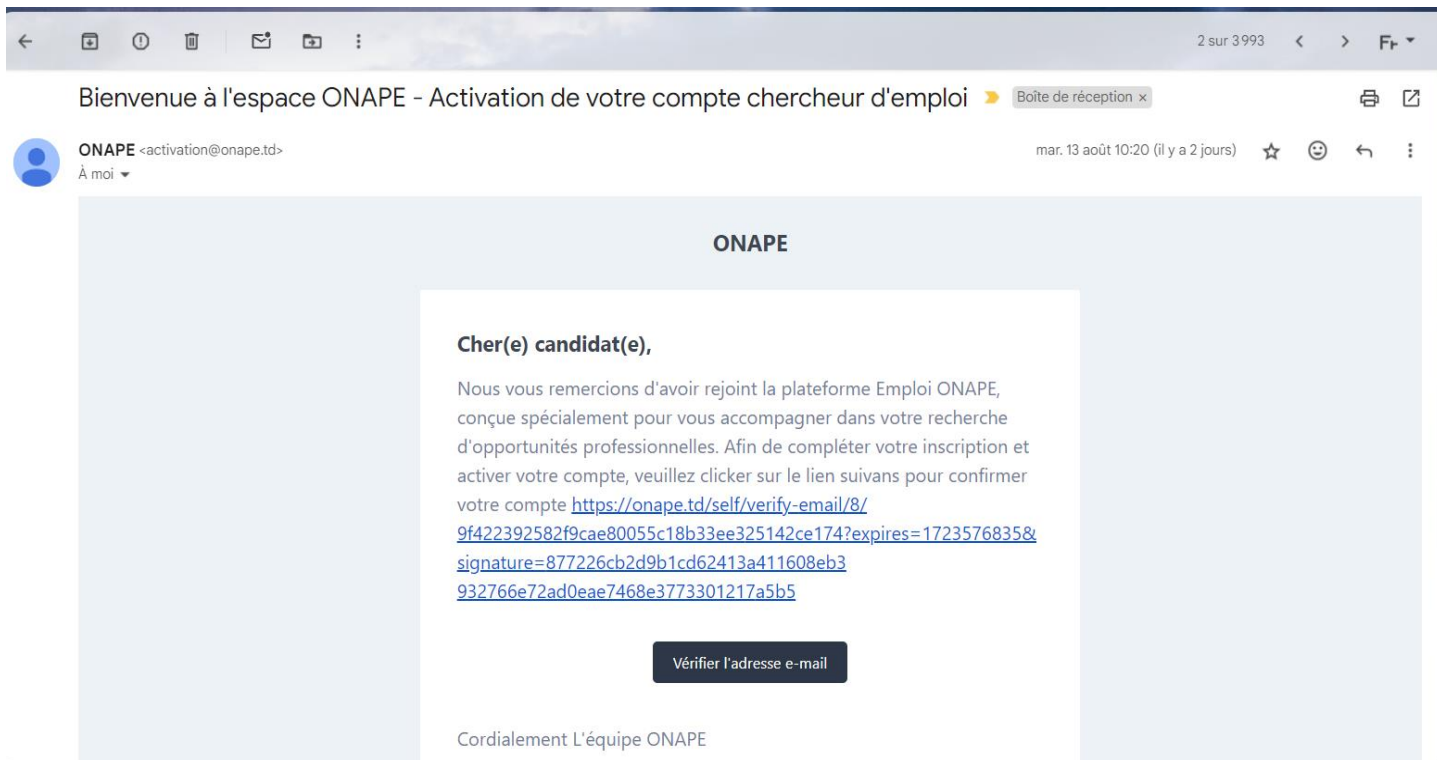 2 sur 3 993
Bienvenue à l'espace ONAPE - Activation de votre compte chercheur d'emploi
Boîte de réception ×
ONAPE <activation@onape.td>
mar. 13 août 10:20 (il y a 2 jours)
À moi
ONAPE
Cher(e) candidat(e),
Nous vous remercions d'avoir rejoint la plateforme Emploi ONAPE,
conçue spécialement pour vous accompagner dans votre recherche
d'opportunités professionnelles. Afin de compléter votre inscription et
activer votre compte, veuillez clicker sur le lien suivans pour confirmer
votre compte https://onape.td/self/verify-email/8/
9f422392582f9cae80055c18b33ee325142ce174?expires=1723576835&
signature=877226cb2d9b1cd62413a411608eb3
932766e72ad0eae7468e3773301217a5b5
Vérifier l'adresse e-mail
Cordialement L'équipe ONAPE